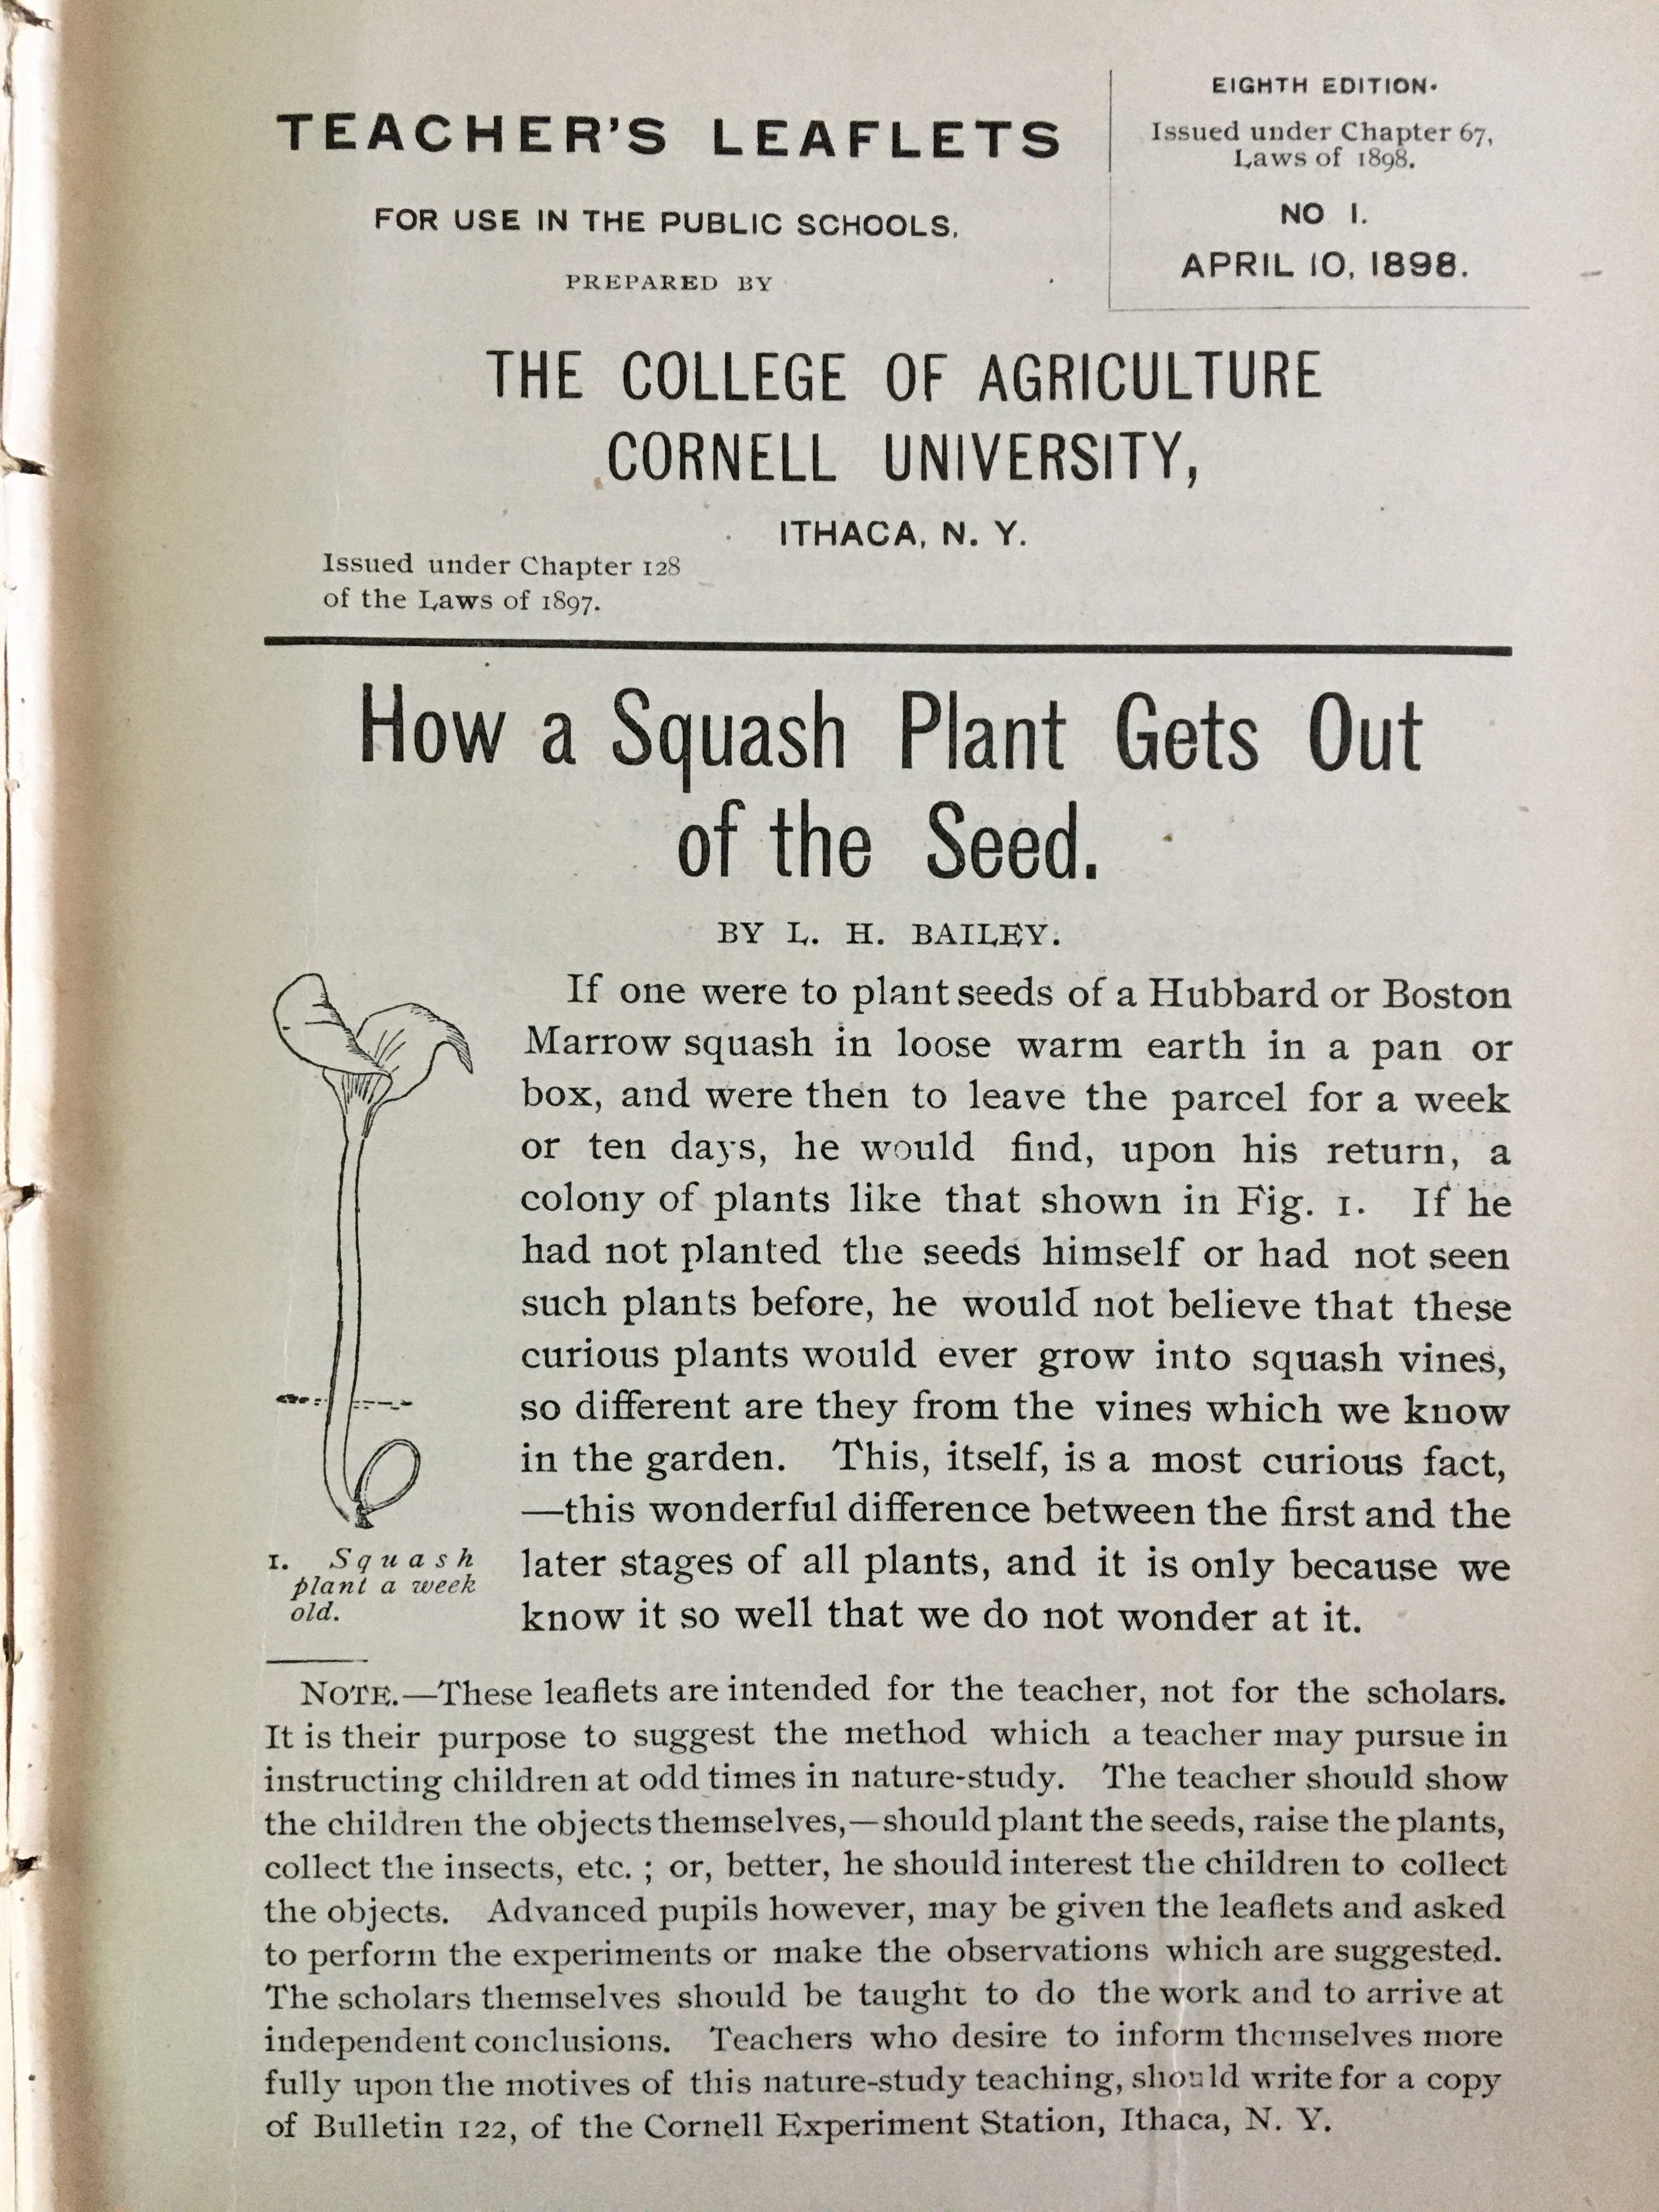 TEACHER'S LEAFLETS
FOR USE IN THE PUBLIC SCHOOLS.
PREPARED BY
EIGHTH EDITION.
Issued under Chapter 67,
Laws of 1898.
NO 1.
APRIL 10, 1898.
THE COLLEGE OF AGRICULTURE
CORNELL UNIVERSITY,
ITHACA, N. Y.
Issued under Chapter 128
of the Laws of 1897.
How a Squash Plant Gets Out
of the Seed.
BY L. H. BAILEY.
If one were to plant seeds of a Hubbard or Boston
Marrow squash in loose warm earth in a pan or
box, and were then to leave the parcel for a week
or ten days, he would find, upon his return, a
colony of plants like that shown in Fig. 1. If he
had not planted the seeds himself or had not seen
such plants before, he would not believe that these
curious plants would ever grow into squash vines,
so different are they from the vines which we know
in the garden. This, itself, is a most curious fact,
—this wonderful difference between the first and the
later stages of all plants, and it is only because we
know it so well that we do not wonder at it.
1. Squash
plant a week
old.
NOTE.—These leaflets are intended for the teacher, not for the scholars.
It is their purpose to suggest the method which a teacher may pursue in
instructing children at odd times in nature-study. The teacher should show
the children the objects themselves,—should plant the seeds, raise the plants,
collect the insects, etc. ; or, better, he should interest the children to collect
the objects. Advanced pupils however, may be given the leaflets and asked
to perform the experiments or make the observations which are suggested.
The scholars themselves should be taught to do the work and to arrive at
independent conclusions. Teachers who desire to inform themselves more
fully upon the motives of this nature-study teaching, should write for a copy
of Bulletin 122, of the Cornell Experiment Station, Ithaca, N. Y.